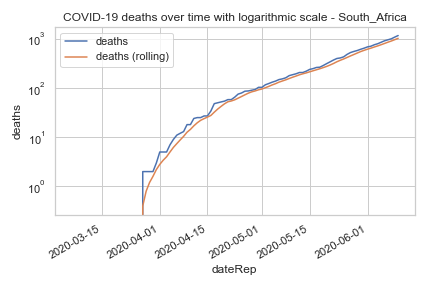 COVID-19 deaths over time with logarithmic scale - South_Africa
deaths
deaths (rolling)
10³
10²
10¹
10⁰
deaths
2020-03-15
2020-04-01
2020-04-15
2020-05-01
2020-05-15
2020-06-01
dateRep